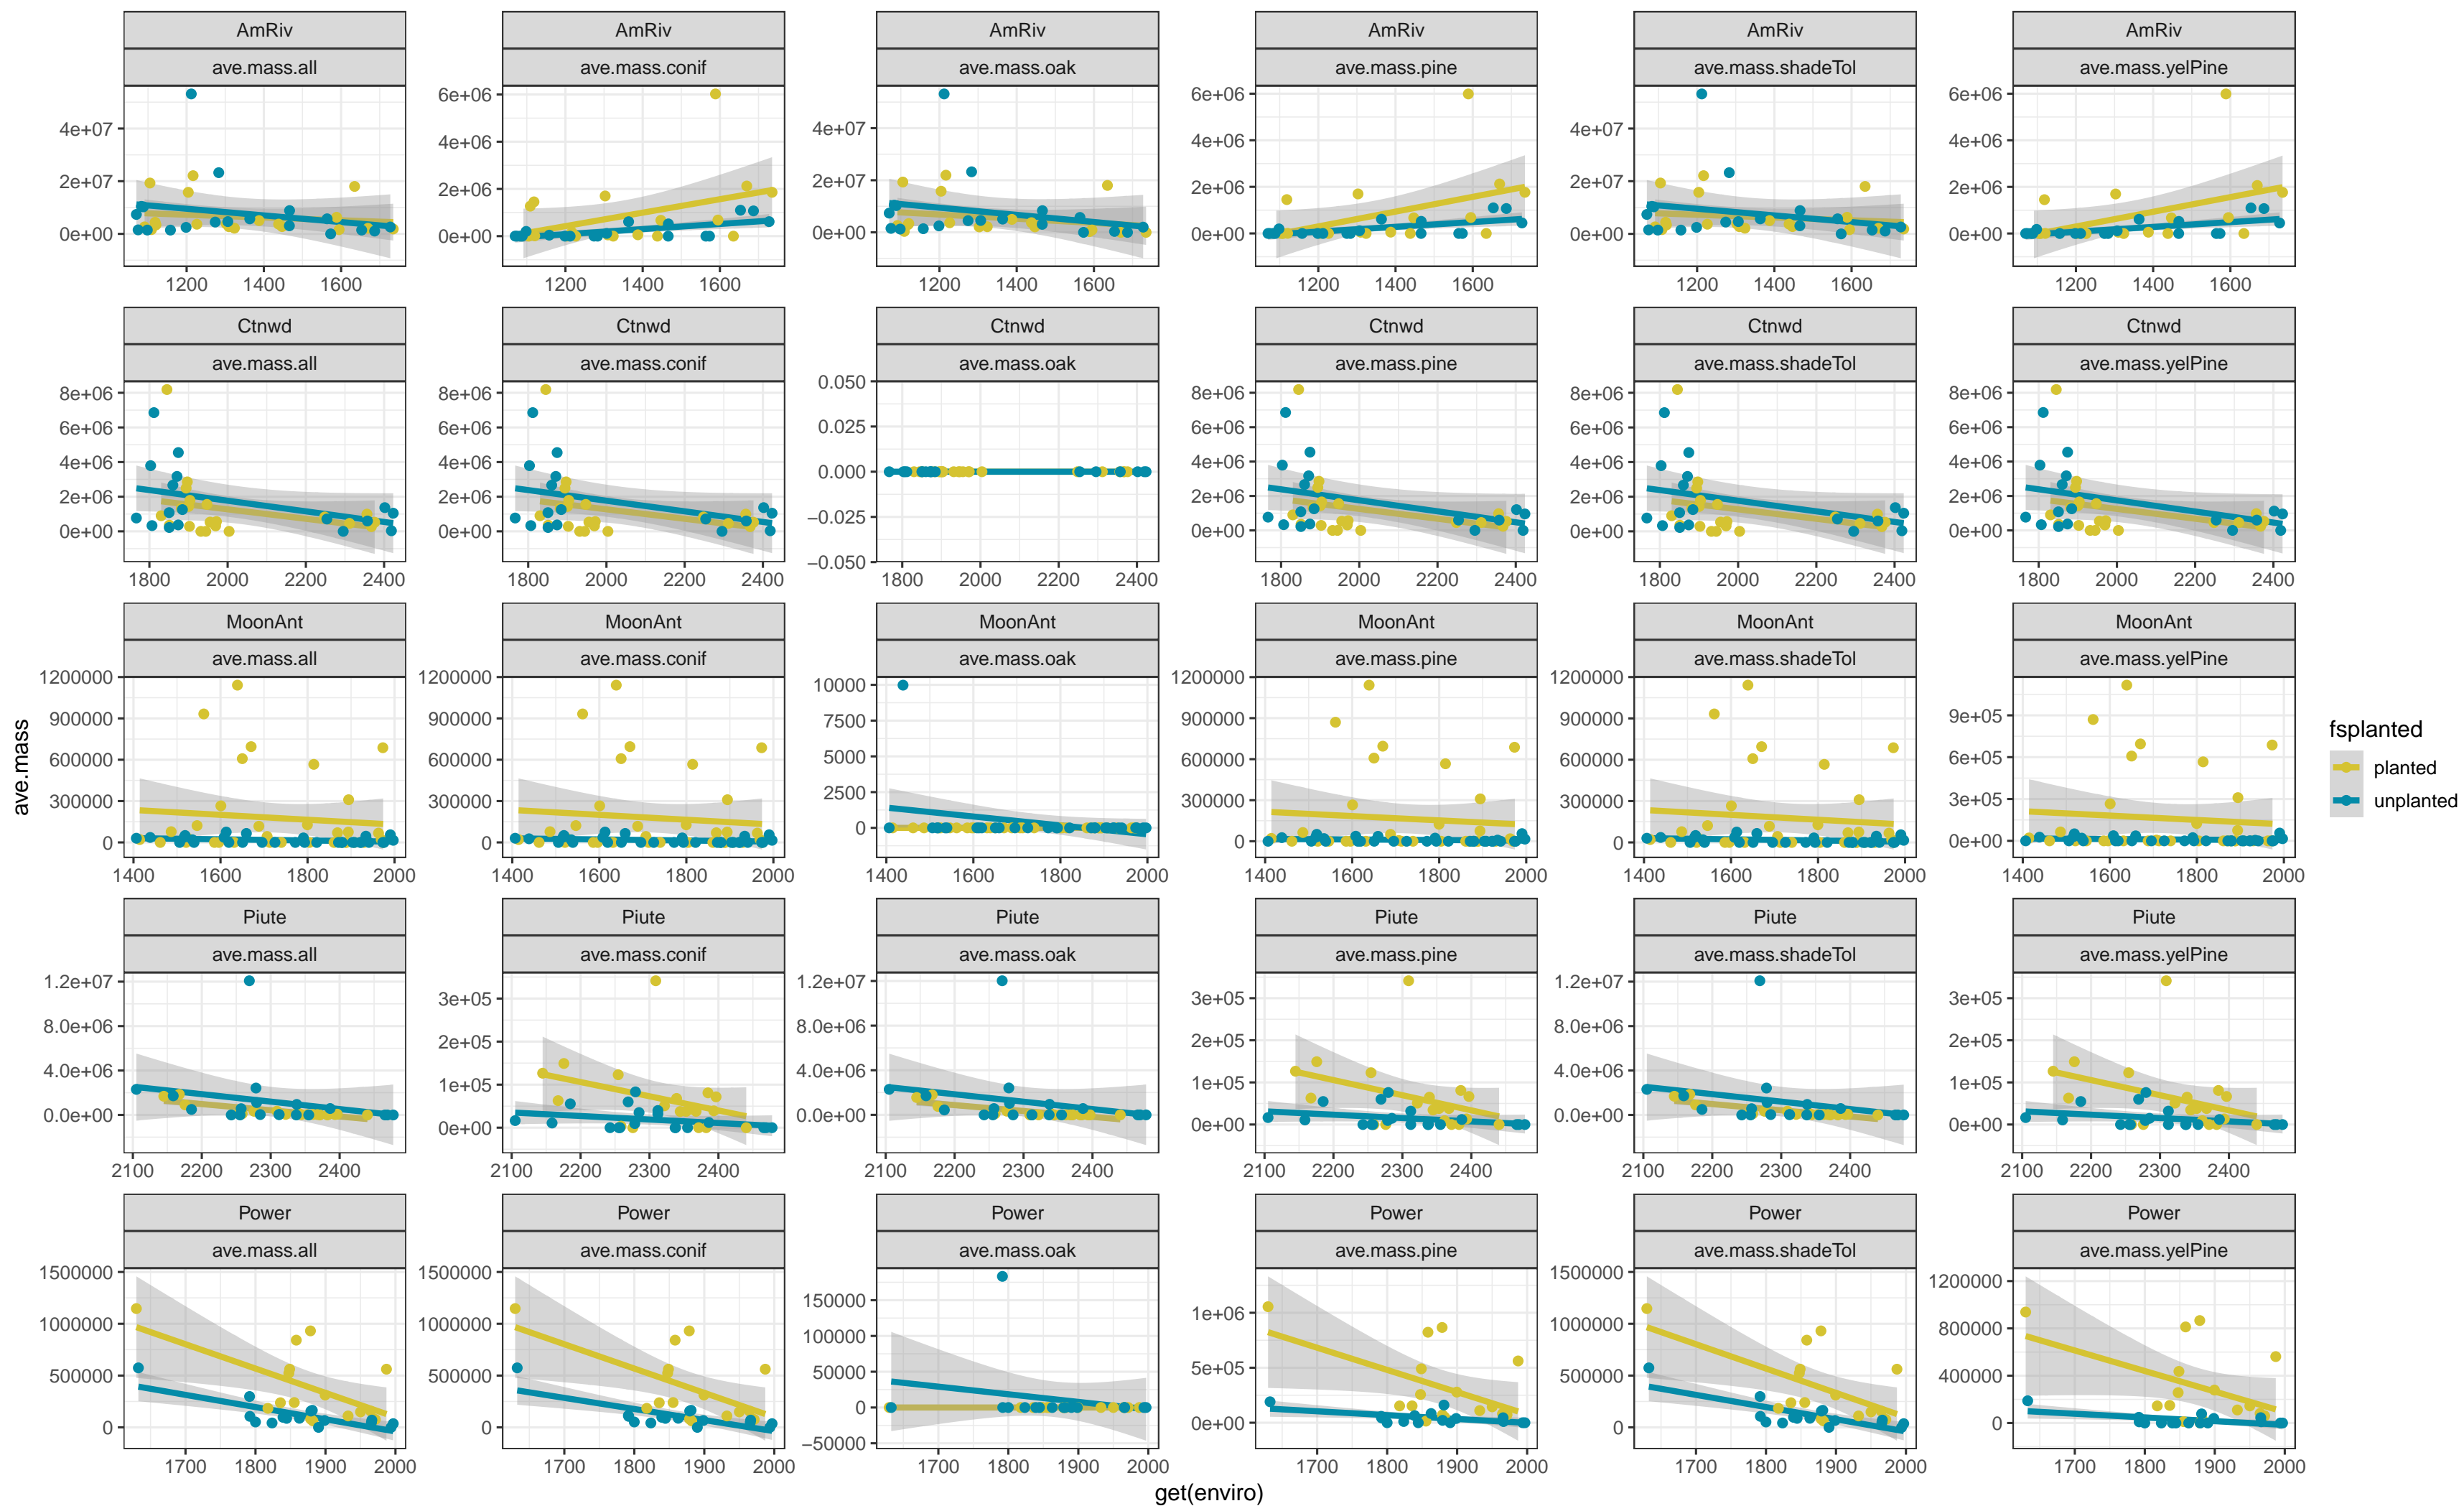 AmRiv AmRiv AmRiv AmRiv AmRiv AmRiv
ave.mass.all ave.mass.conif ave.mass.oak ave.mass.pine ave.mass.shadeTol ave.mass.yelPine
4e+07 2e+07 0e+00
6e+06 4e+06 2e+06 0e+00
4e+07 2e+07 0e+00
6e+06 4e+06 2e+06 0e+00
4e+07 2e+07 0e+00
6e+06 4e+06 2e+06 0e+00
1200 1400 1600 1200 1400 1600 1200 1400 1600 1200 1400 1600 1200 1400 1600 1200 1400 1600
Ctnwd Ctnwd Ctnwd Ctnwd Ctnwd Ctnwd
ave.mass.all ave.mass.conif ave.mass.oak ave.mass.pine ave.mass.shadeTol ave.mass.yelPine
8e+06 6e+06 4e+06 2e+06 0e+00
8e+06 6e+06 4e+06 2e+06 0e+00
0.050 0.025 0.000 −0.025 −0.050
8e+06 6e+06 4e+06 2e+06 0e+00
8e+06 6e+06 4e+06 2e+06 0e+00
8e+06 6e+06 4e+06 2e+06 0e+00
1800 2000 2200 2400 1800 2000 2200 2400 1800 2000 2200 2400 1800 2000 2200 2400 1800 2000 2200 2400 1800 2000 2200 2400
MoonAnt MoonAnt MoonAnt MoonAnt MoonAnt MoonAnt
ave.mass.all ave.mass.conif ave.mass.oak ave.mass.pine ave.mass.shadeTol ave.mass.yelPine
1200000 900000 600000 300000 0
1200000 900000 600000 300000 0
10000 7500 5000 2500 0
1200000 900000 600000 300000 0
1200000 900000 600000 300000 0
9e+05 6e+05 3e+05 0e+00
1400 1600 1800 2000 1400 1600 1800 2000 1400 1600 1800 2000 1400 1600 1800 2000 1400 1600 1800 2000 1400 1600 1800 2000
Piute Piute Piute Piute Piute Piute
ave.mass.all ave.mass.conif ave.mass.oak ave.mass.pine ave.mass.shadeTol ave.mass.yelPine
1.2e+07 8.0e+06 4.0e+06 0.0e+00
3e+05 2e+05 1e+05 0e+00
1.2e+07 8.0e+06 4.0e+06 0.0e+00
3e+05 2e+05 1e+05 0e+00
1.2e+07 8.0e+06 4.0e+06 0.0e+00
3e+05 2e+05 1e+05 0e+00
2100 2200 2300 2400 2100 2200 2300 2400 2100 2200 2300 2400 2100 2200 2300 2400 2100 2200 2300 2400 2100 2200 2300 2400
Power Power Power Power Power Power
ave.mass.all ave.mass.conif ave.mass.oak ave.mass.pine ave.mass.shadeTol ave.mass.yelPine
1500000 1000000 500000 0
1500000 1000000 500000 0
150000 100000 50000 0 −50000
1e+06 5e+05 0e+00
1500000 1000000 500000 0
1200000 800000 400000 0
1700 1800 1900 2000 1700 1800 1900 2000 1700 1800 1900 2000 1700 1800 1900 2000 1700 1800 1900 2000 1700 1800 1900 2000
get(enviro)
ave.mass
fsplanted
planted
unplanted